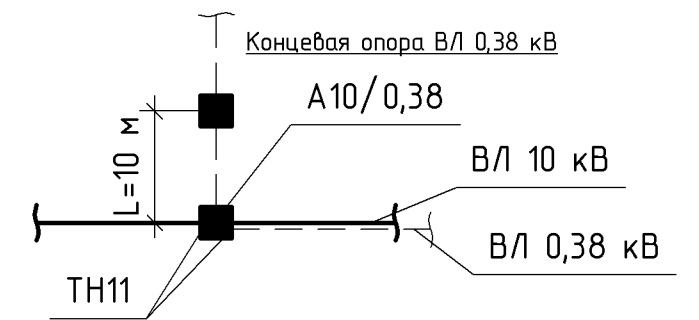 Концевая опора ВЛ 0,38 кВ
А10/0,38
L=10 м
ВЛ 10 кВ
ВЛ 0,38 кВ
ТН11